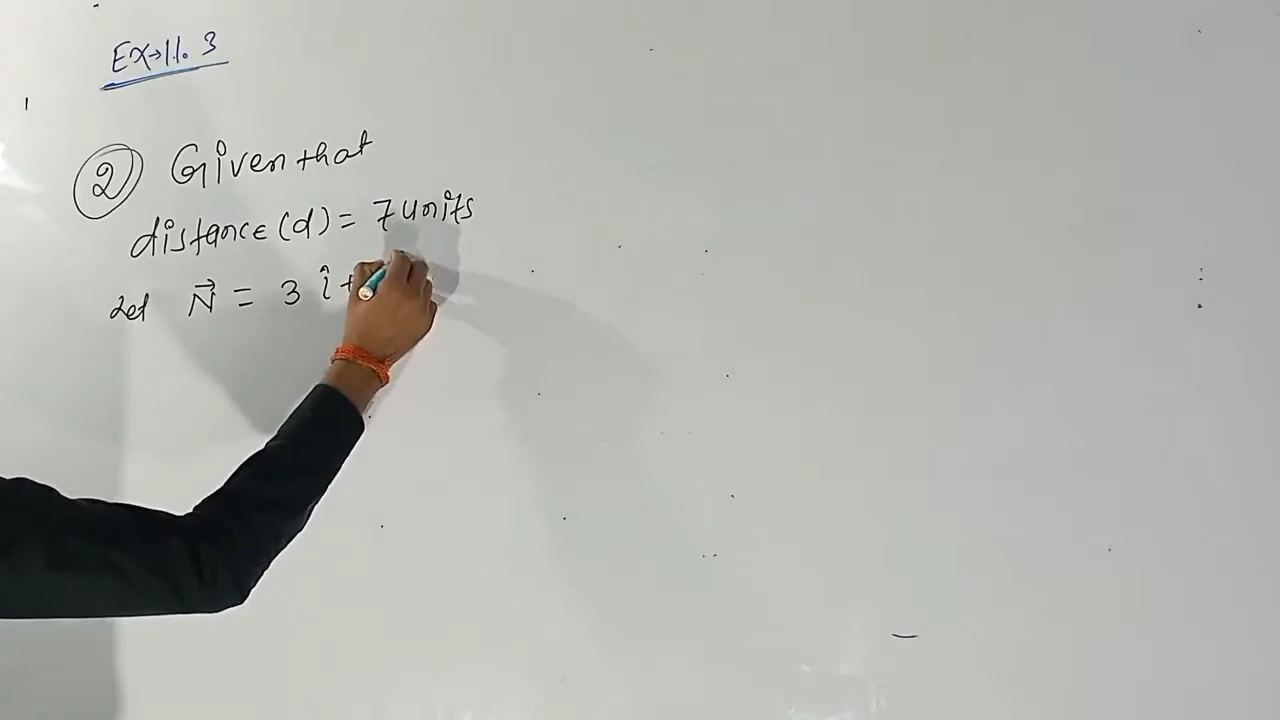 Ex→11.3
② Given that
distance (d) = 7 units
Let N⃗ = 3 î +